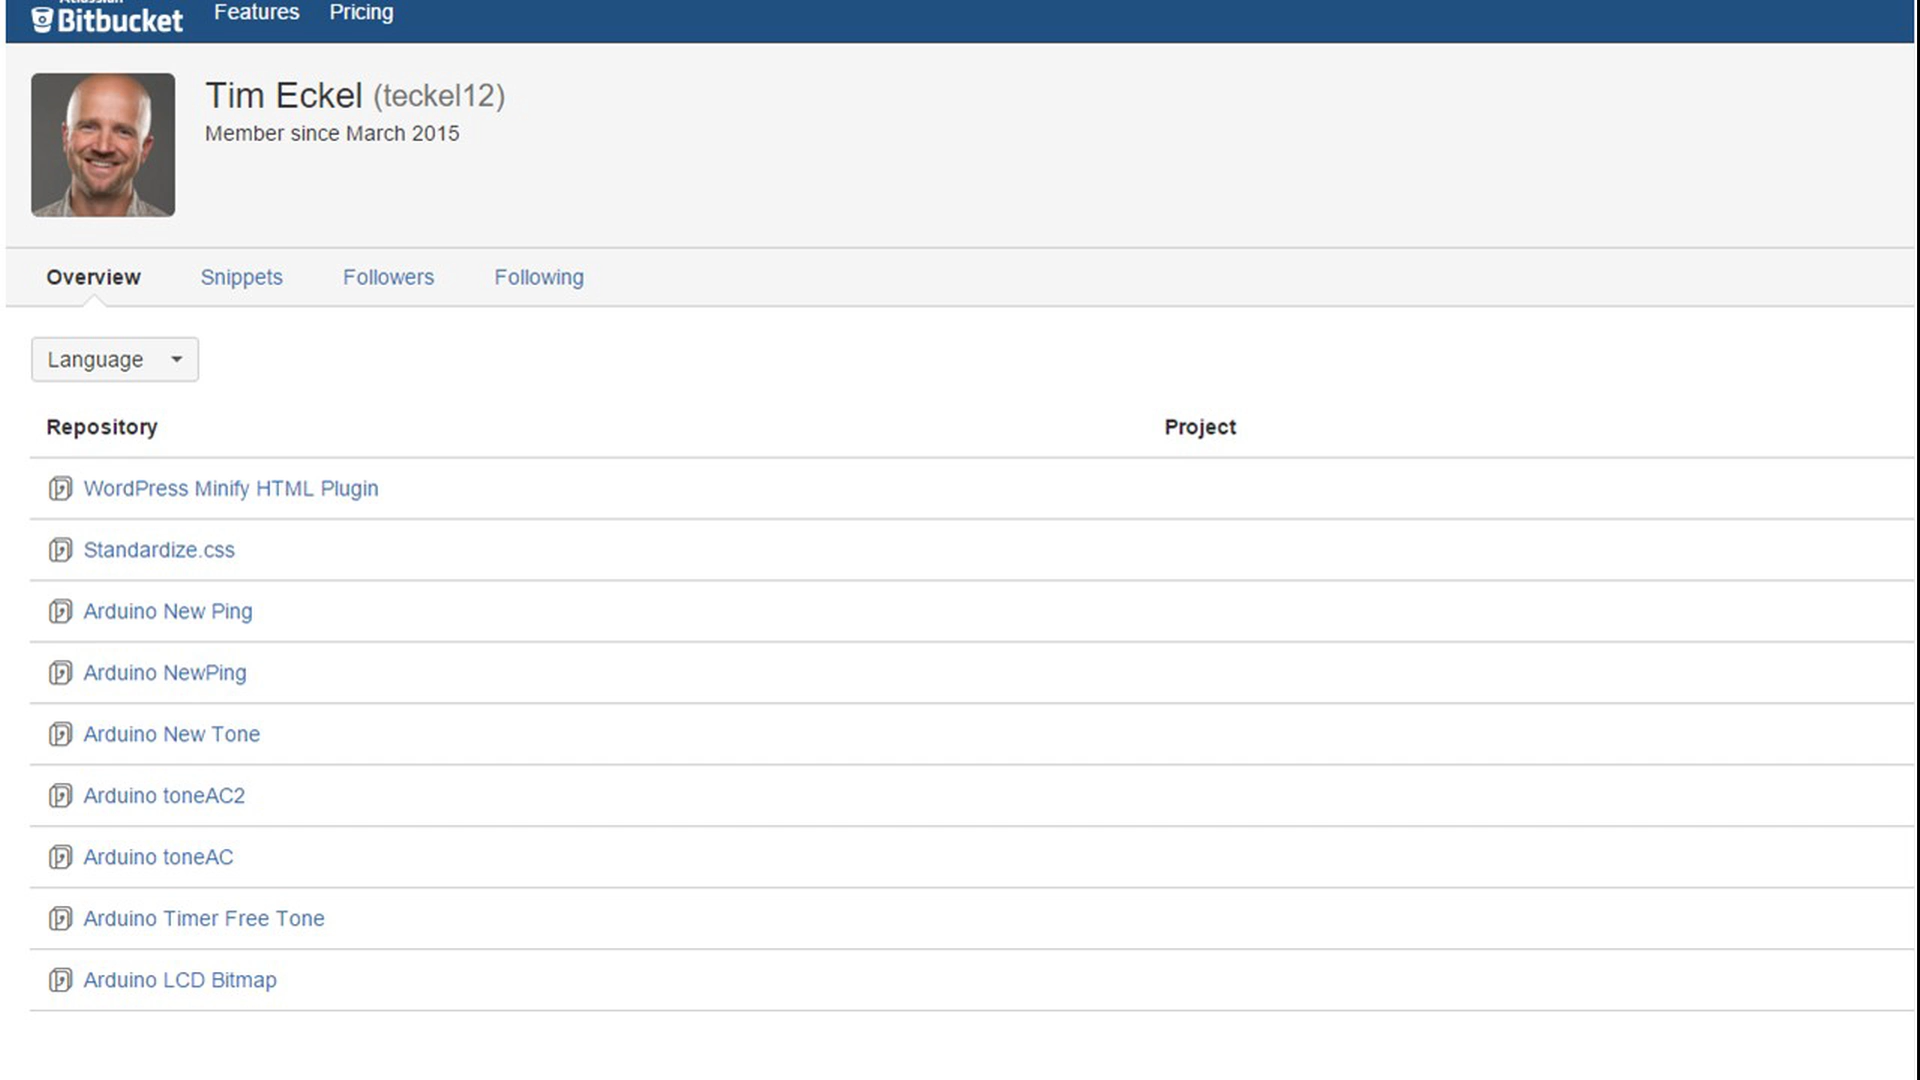 Atlassian
Bitbucket
Features
Pricing
Tim Eckel (teckel12)
Member since March 2015
Overview
Snippets
Followers
Following
Language
Repository
Project
WordPress Minify HTML Plugin
Standardize.css
Arduino New Ping
Arduino NewPing
Arduino New Tone
Arduino toneAC2
Arduino toneAC
Arduino Timer Free Tone
Arduino LCD Bitmap